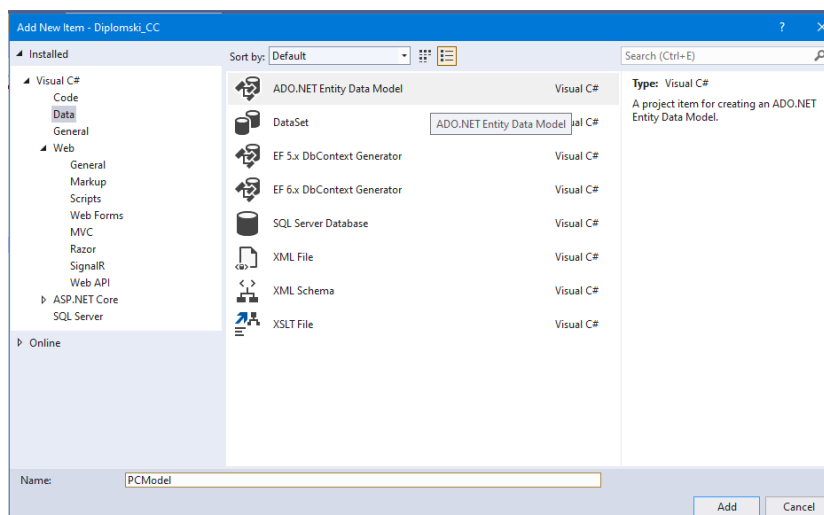 Add New Item - Diplomski_CC
Installed
Sort by: Default
Search (Ctrl+E)
Visual C#
Code
Data
General
Web
General
Markup
Scripts
Web Forms
MVC
Razor
SignalR
Web API
ASP.NET Core
SQL Server
Online
ADO.NET Entity Data Model Visual C#
DataSet ual C#
ADO.NET Entity Data Model
EF 5.x DbContext Generator Visual C#
EF 6.x DbContext Generator Visual C#
SQL Server Database Visual C#
XML File Visual C#
XML Schema Visual C#
XSLT File Visual C#
Type: Visual C#
A project item for creating an ADO.NET
Entity Data Model.
Name: PCModel
Add Cancel